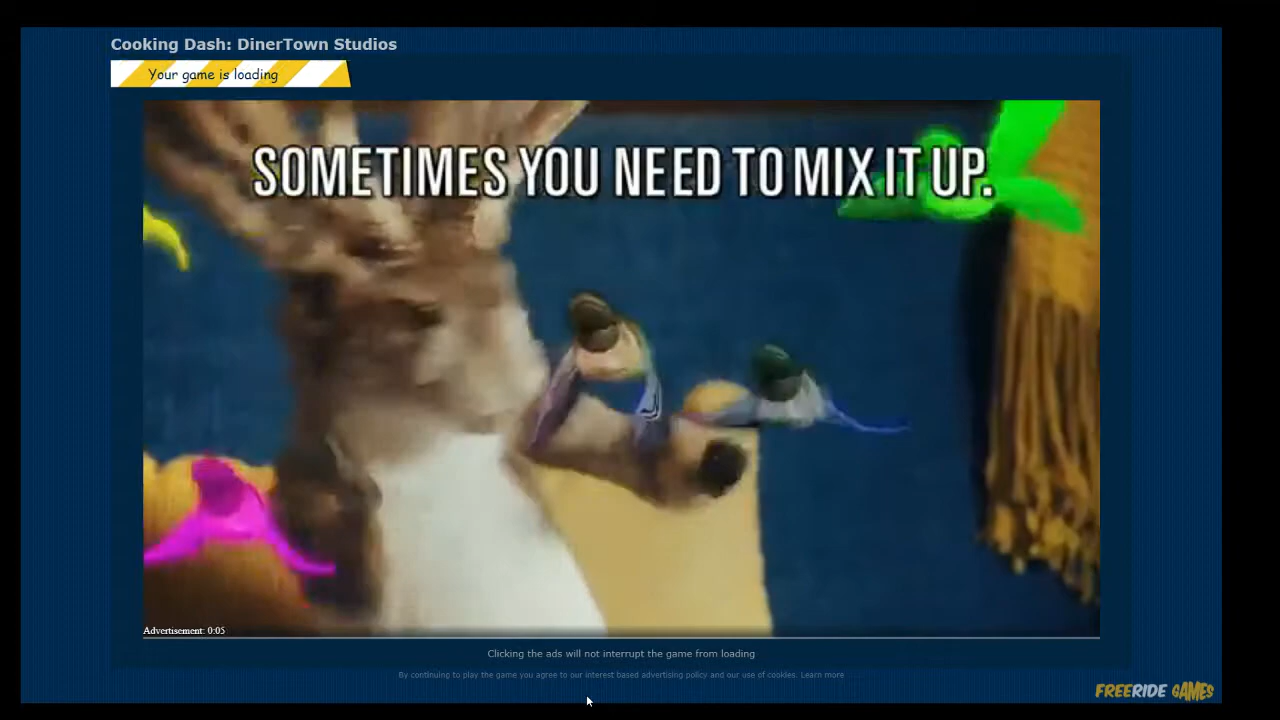 Cooking Dash: DinerTown Studios
Your game is loading
SOMETIMES YOU NEED TO MIX IT UP.
Advertisement: 0:05
Clicking the ads will not interrupt the game from loading
By continuing to play the game you agree to our interest based advertising policy and our use of cookies. Learn more
FREERIDE GAMES